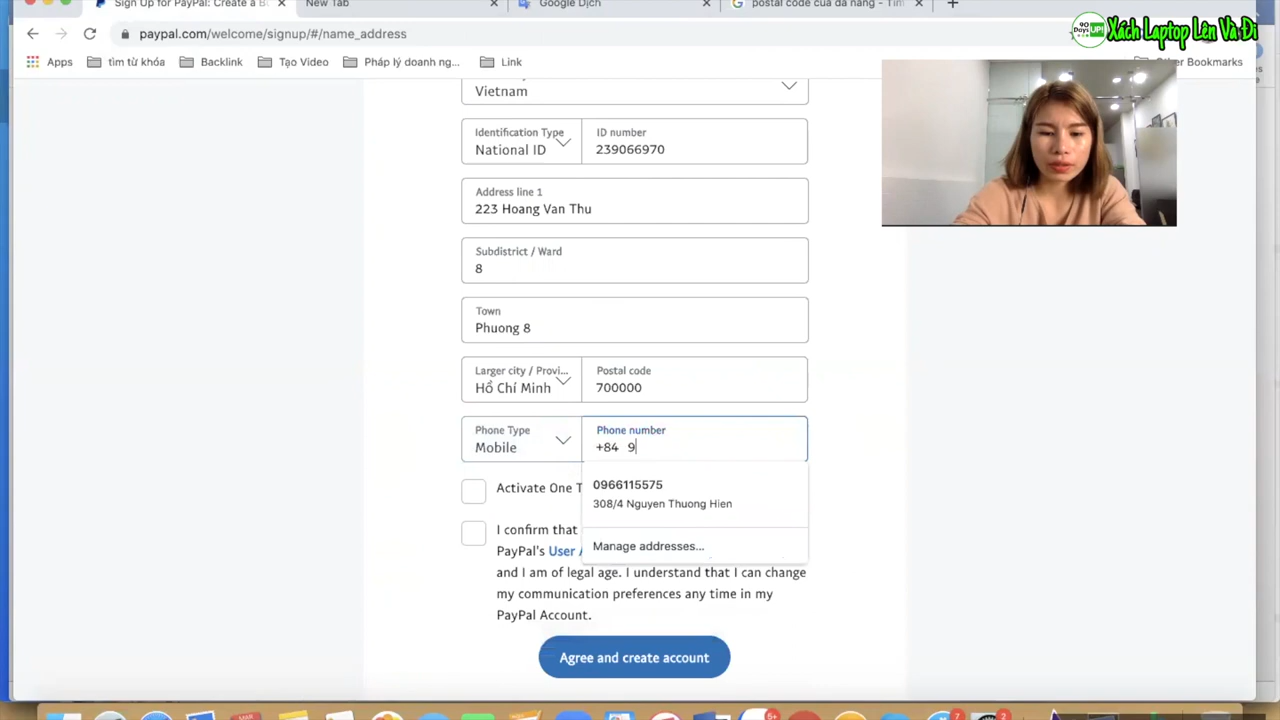 Sign Up for PayPal: Create a B
New Tab
Google Dịch
postal code của đà nẵng - Tìm
90 Days UP! Xách Laptop Lên Và Đi
paypal.com/welcome/signup/#/name_address
Apps
tìm từ khóa
Backlink
Tạo Video
Pháp lý doanh ng...
Link
Other Bookmarks
Vietnam
Identification Type
National ID
ID number
239066970
Address line 1
223 Hoang Van Thu
Subdistrict / Ward
8
Town
Phuong 8
Larger city / Provi...
Hồ Chí Minh
Postal code
700000
Phone Type
Mobile
Phone number
+84 9
0966115575
308/4 Nguyen Thuong Hien
Manage addresses...
Activate One T
I confirm that
PayPal's User A
and I am of legal age. I understand that I can change
my communication preferences any time in my
PayPal Account.
Agree and create account